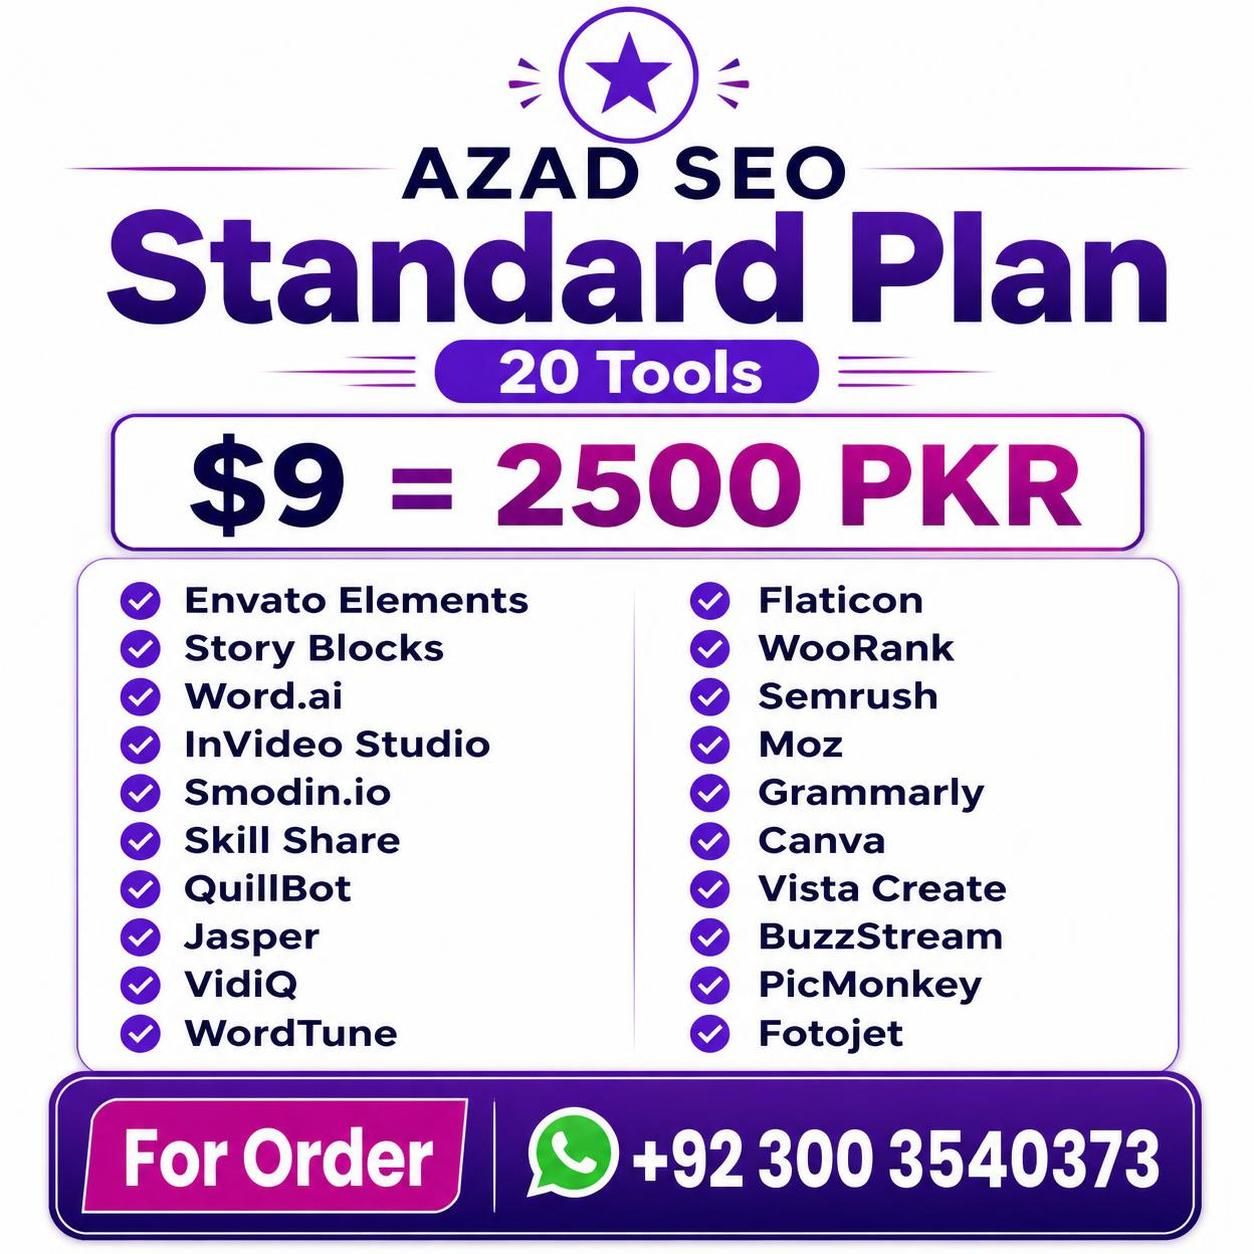 AZAD SEO
Standard Plan
20 Tools
$9 = 2500 PKR
Envato Elements
Story Blocks
Word.ai
InVideo Studio
Smodin.io
Skill Share
QuillBot
Jasper
VidiQ
WordTune
Flaticon
WooRank
Semrush
Moz
Grammarly
Canva
Vista Create
BuzzStream
PicMonkey
Fotojet
For Order
+92 300 3540373